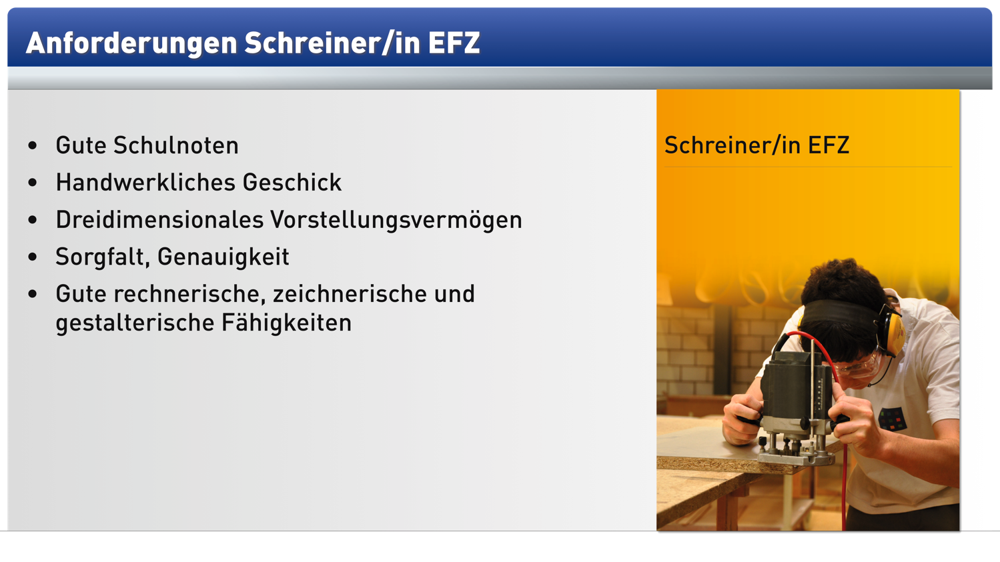 Anforderungen Schreiner/in EFZ
• Gute Schulnoten
• Handwerkliches Geschick
• Dreidimensionales Vorstellungsvermögen
• Sorgfalt, Genauigkeit
• Gute rechnerische, zeichnerische und
gestalterische Fähigkeiten
Schreiner/in EFZ